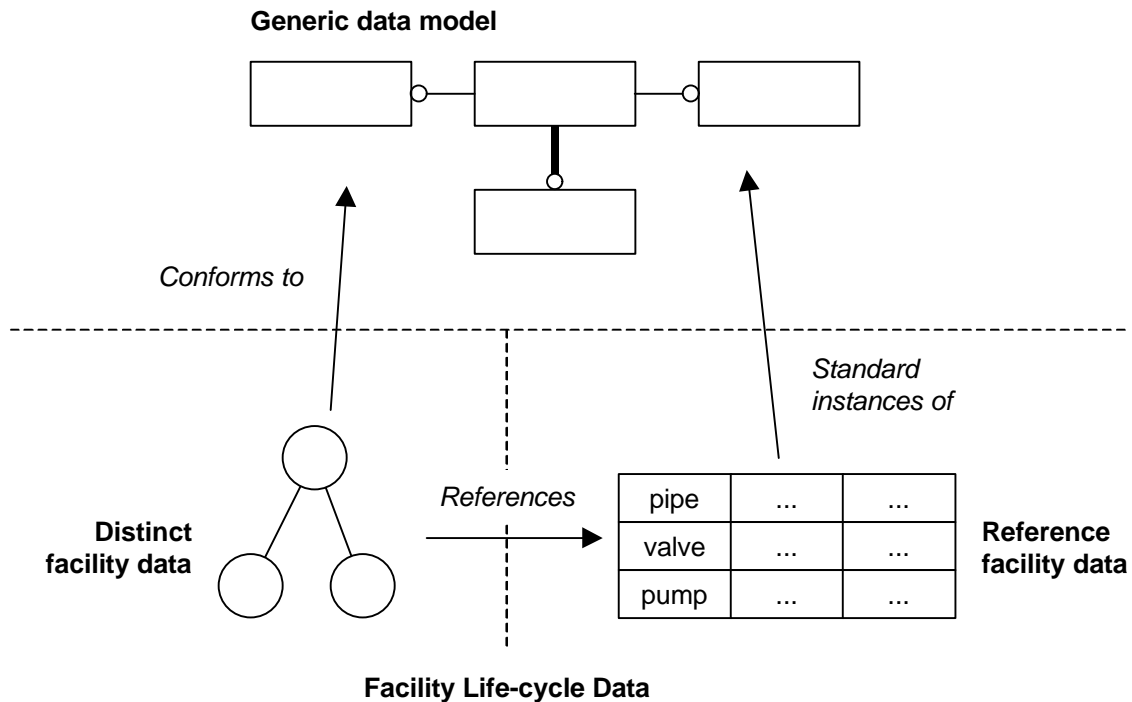 Generic data model
Conforms to
Standard
instances of
References
Distinct
facility data
pipe ... ...
valve ... ...
pump ... ...
Reference
facility data
Facility Life-cycle Data